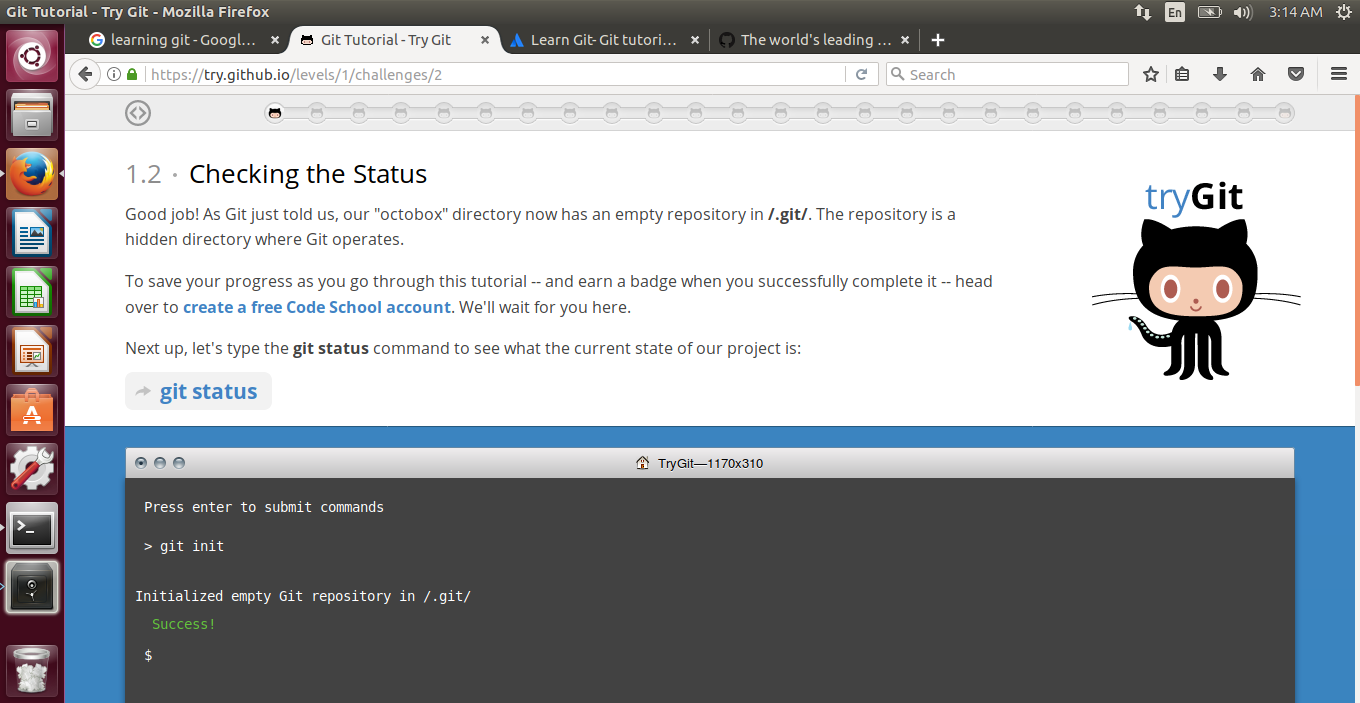 Git Tutorial - Try Git - Mozilla Firefox
En
3:14 AM
learning git - Googl...
Git Tutorial - Try Git
Learn Git- Git tutori...
The world's leading ...
https://try.github.io/levels/1/challenges/2
Search
1.2 · Checking the Status
Good job! As Git just told us, our "octobox" directory now has an empty repository in /.git/. The repository is a
hidden directory where Git operates.
To save your progress as you go through this tutorial -- and earn a badge when you successfully complete it -- head
over to create a free Code School account. We'll wait for you here.
Next up, let's type the git status command to see what the current state of our project is:
git status
tryGit
TryGit—1170x310
Press enter to submit commands
> git init
Initialized empty Git repository in /.git/
Success!
$